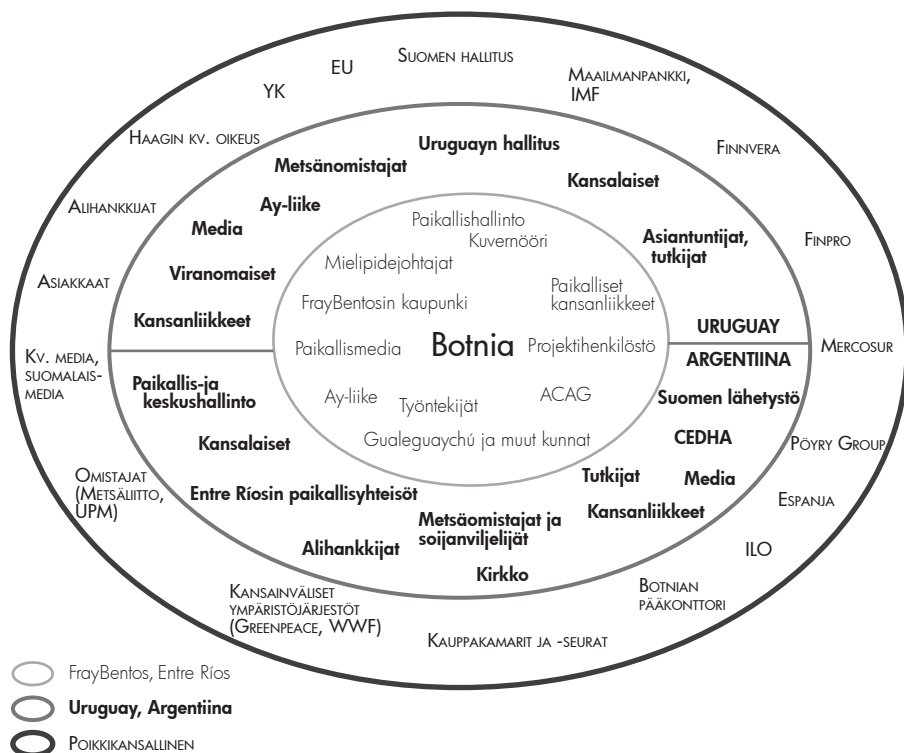 SUOMEN HALLITUS
EU
YK
MAAILMANPANKKI,
IMF
HAAGIN KV. OIKEUS
FINNVERA
ALIHANKKIJAT
FINPRO
ASIAKKAAT
MERCOSUR
KV. MEDIA,
SUOMALAIS-
MEDIA
PÖYRY GROUP
OMISTAJAT
(METSÄLIITTO,
UPM)
ESPANJA
ILO
BOTNIAN
PÄÄKONTTORI
KANSAINVÄLISET
YMPÄRISTÖJÄRJESTÖT
(GREENPEACE, WWF)
KAUPPAKAMARIT JA -SEURAT
Uruguayn hallitus
Metsänomistajat
Kansalaiset
Ay-liike
Media
Asiantuntijat,
tutkijat
Viranomaiset
Kansanliikkeet
URUGUAY
ARGENTIINA
Paikallis-ja
keskushallinto
Suomen lähetystö
Kansalaiset
CEDHA
Tutkijat
Media
Entre Ríosin paikallisyhteisöt
Kansanliikkeet
Metsäomistajat ja
soijanviljelijät
Alihankkijat
Kirkko
Paikallishallinto
Kuvernööri
Mielipidejohtajat
Paikalliset
kansanliikkeet
FrayBentosin kaupunki
Paikallismedia
Botnia
Projektihenkilöstö
Ay-liike
Työntekijät
ACAG
Gualeguaychú ja muut kunnat
FrayBentos, Entre Ríos
Uruguay, Argentiina
POIKKIKANSALLINEN